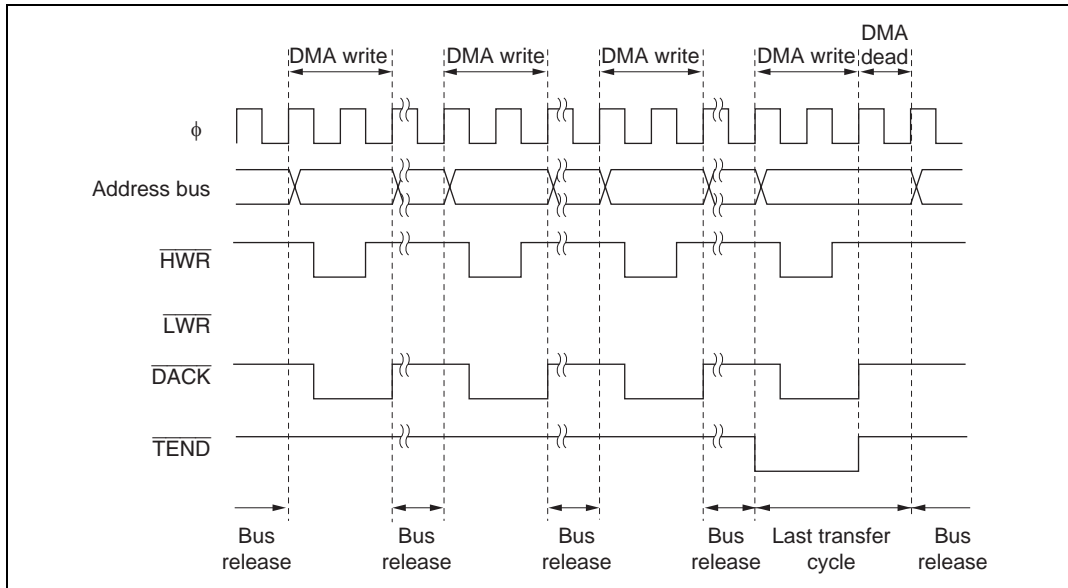 DMA write
DMA write
DMA write
DMA write
DMA
dead
φ
Address bus
HWR
LWR
DACK
TEND
Bus
release
Bus
release
Bus
release
Bus
release
Last transfer
cycle
Bus
release